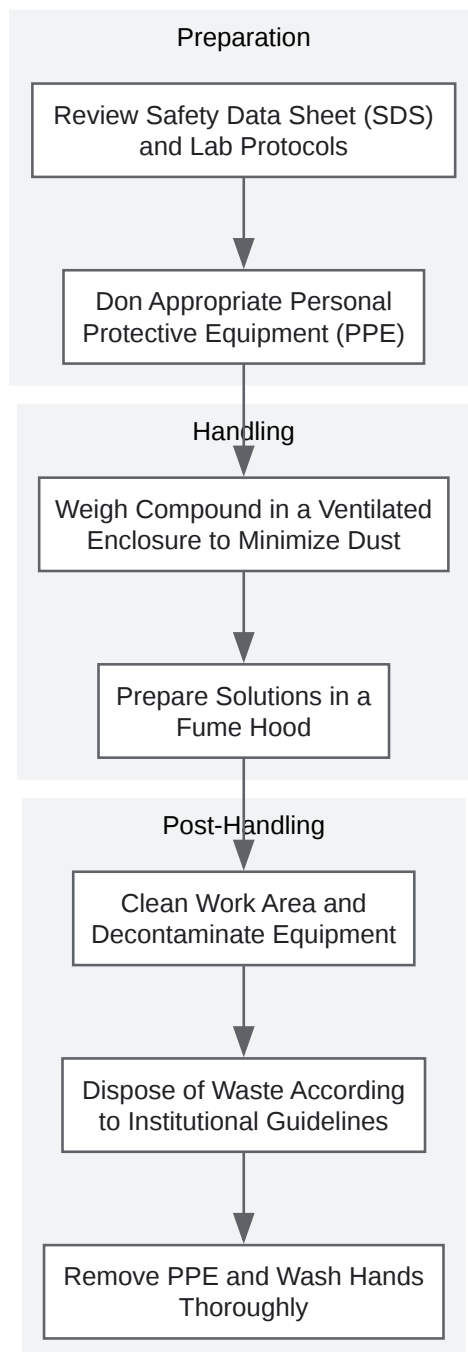 Preparation
Review Safety Data Sheet (SDS)
and Lab Protocols
Don Appropriate Personal
Protective Equipment (PPE)
Handling
Weigh Compound in a Ventilated
Enclosure to Minimize Dust
Prepare Solutions in a
Fume Hood
Post-Handling
Clean Work Area and
Decontaminate Equipment
Dispose of Waste According
to Institutional Guidelines
Remove PPE and Wash Hands
Thoroughly